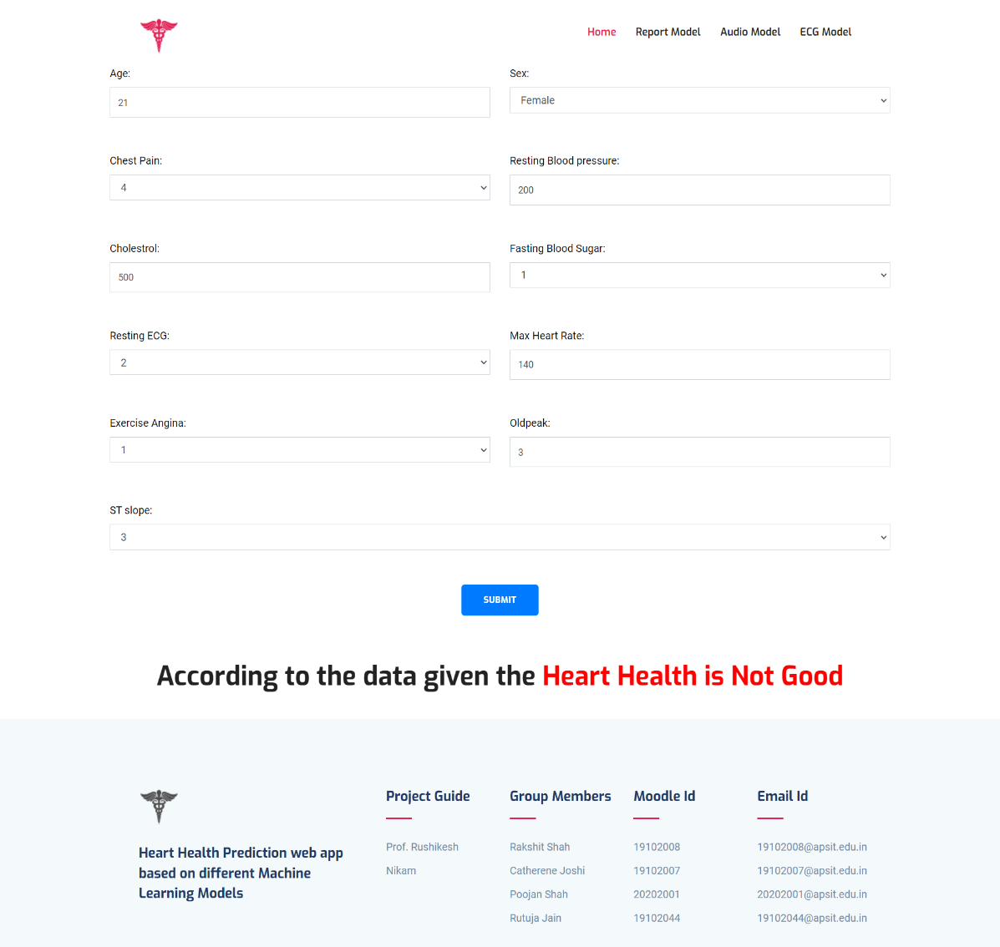 Home Report Model Audio Model ECG Model
Age: Sex:
21 Female
Chest Pain: Resting Blood pressure:
4 200
Cholestrol: Fasting Blood Sugar:
500 1
Resting ECG: Max Heart Rate:
2 140
Exercise Angina: Oldpeak:
1 3
ST slope:
3
SUBMIT
According to the data given the Heart Health is Not Good
Heart Health Prediction web app
based on different Machine
Learning Models
Project Guide
Prof. Rushikesh
Nikam
Group Members
Rakshit Shah
Catherene Joshi
Poojan Shah
Rutuja Jain
Moodle Id
19102008
19102007
20202001
19102044
Email Id
19102008@apsit.edu.in
19102007@apsit.edu.in
20202001@apsit.edu.in
19102044@apsit.edu.in